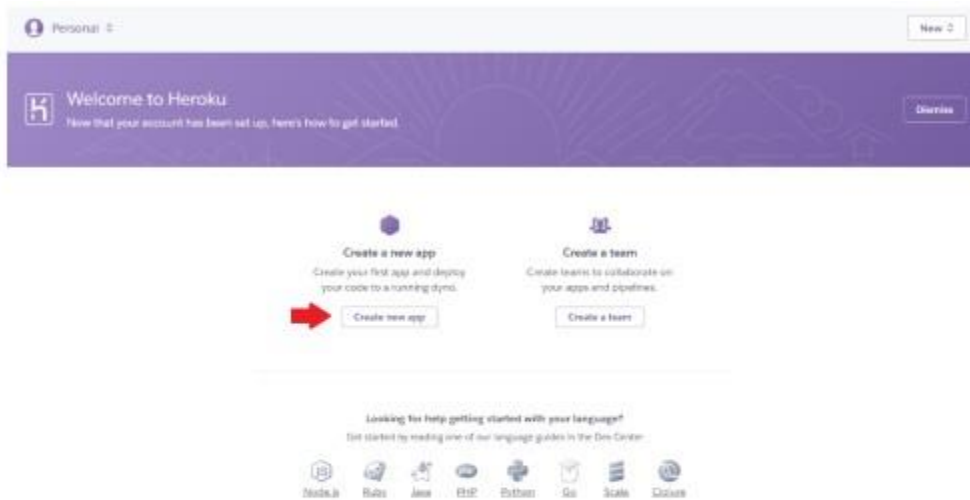 Personal
New
Welcome to Heroku
Now that your account has been set up, here's how to get started.
Dismiss
Create a new app
Create your first app and deploy
your code to a running dyno.
Create new app
Create a team
Create teams to collaborate on
your apps and pipelines.
Create a team
Looking for help getting started with your language?
Get started by reading one of our language guides in the Dev Center
Node.js Ruby Java PHP Python Go Scala Clojure